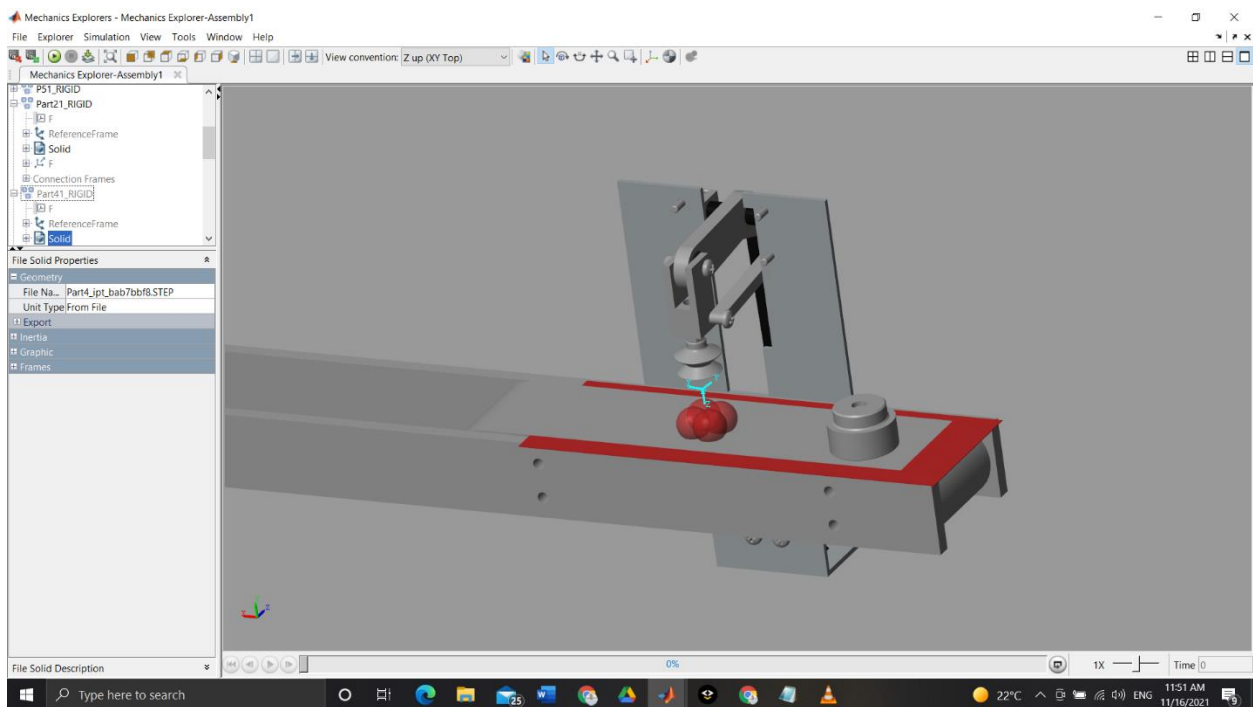 Mechanics Explorers - Mechanics Explorer-Assembly1
File Explorer Simulation View Tools Window Help
View convention: Z up (XY Top)
Mechanics Explorer-Assembly1
P51_RIGID
Part21_RIGID
F
ReferenceFrame
Solid
F
Connection Frames
Part41_RIGID
F
ReferenceFrame
Solid
File Solid Properties
Geometry
File Na... Part4_ipt_bab7bbf8.STEP
Unit Type From File
Export
Inertia
Graphic
Frames
File Solid Description
0%
1X
Time 0
Type here to search
25
22°C
ENG
11:51 AM
11/16/2021
9